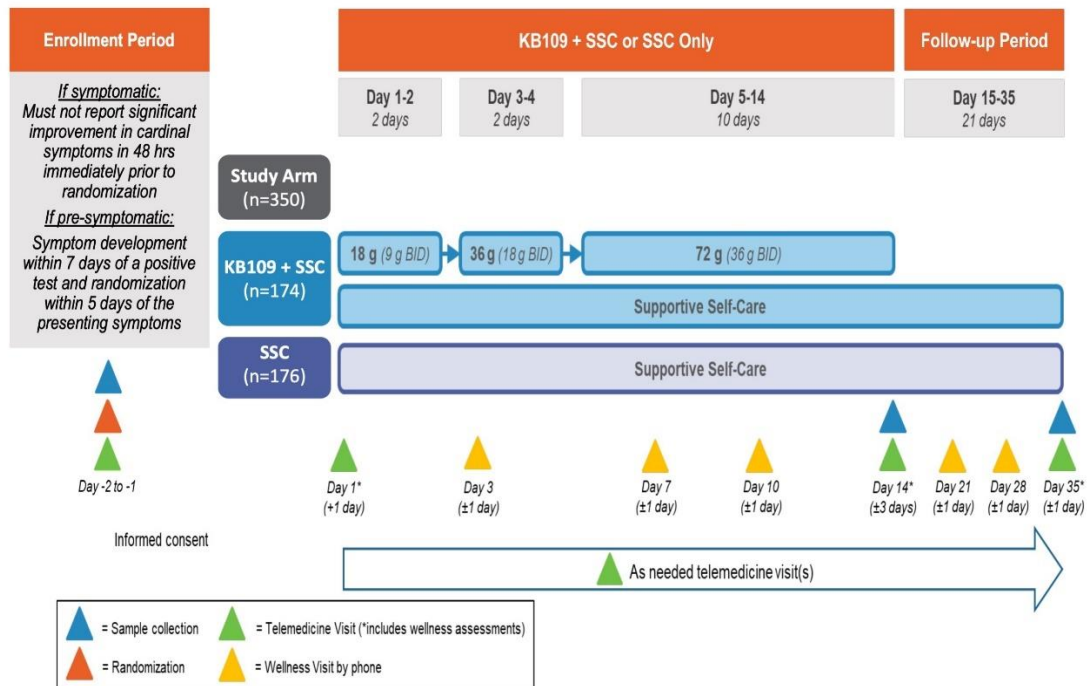 Enrollment Period
If symptomatic:
Must not report significant
improvement in cardinal
symptoms in 48 hrs
immediately prior to
randomization
If pre-symptomatic:
Symptom development
within 7 days of a positive
test and randomization
within 5 days of the
presenting symptoms
KB109 + SSC or SSC Only
Follow-up Period
Day 1-2
2 days
Day 3-4
2 days
Day 5-14
10 days
Day 15-35
21 days
Study Arm
(n=350)
KB109 + SSC
(n=174)
18 g (9 g BID)
36 g (18 g BID)
72 g (36 g BID)
Supportive Self-Care
SSC
(n=176)
Supportive Self-Care
Day -2 to -1
Day 1*
(+1 day)
Day 3
(±1 day)
Day 7
(±1 day)
Day 10
(±1 day)
Day 14*
(±3 days)
Day 21
(±1 day)
Day 28
(±1 day)
Day 35*
(±1 day)
Informed consent
As needed telemedicine visit(s)
= Sample collection
= Telemedicine Visit (*includes wellness assessments)
= Randomization
= Wellness Visit by phone